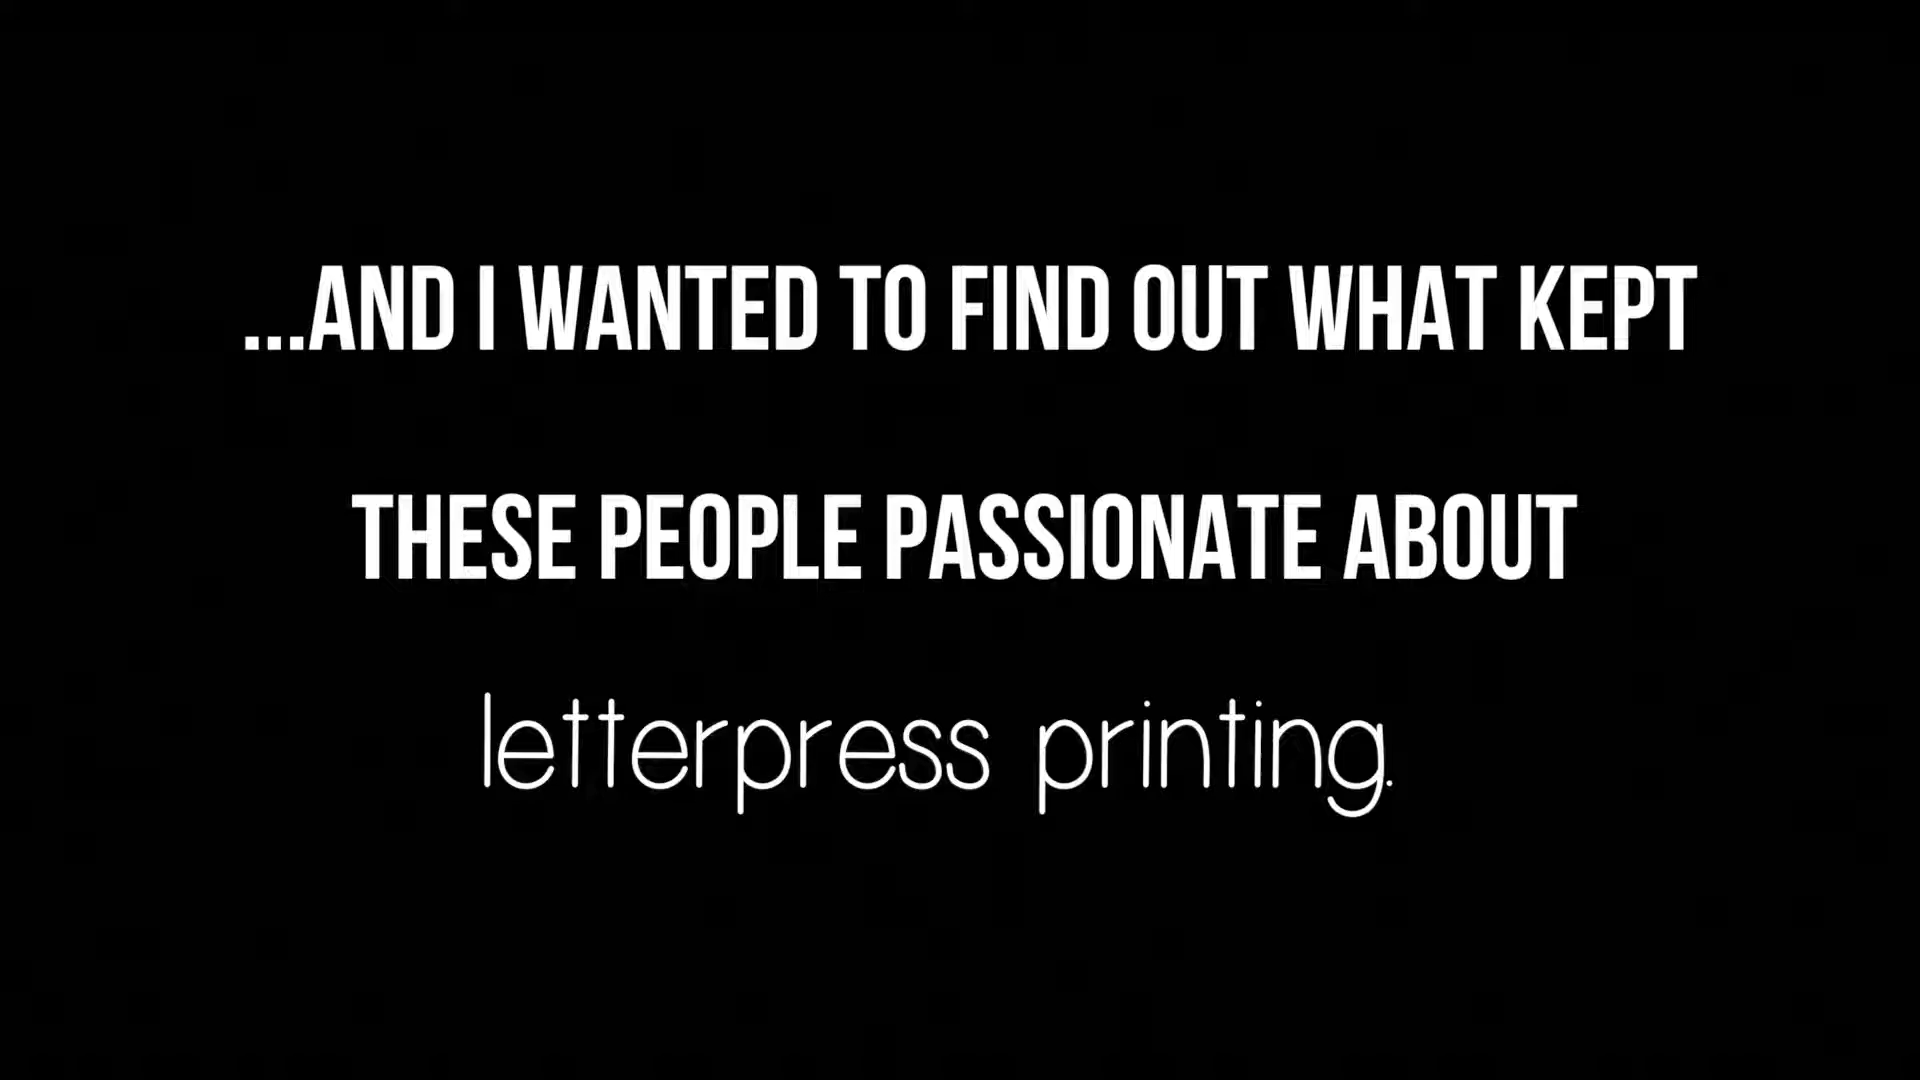 ...AND I WANTED TO FIND OUT WHAT KEPT
THESE PEOPLE PASSIONATE ABOUT
letterpress printing.